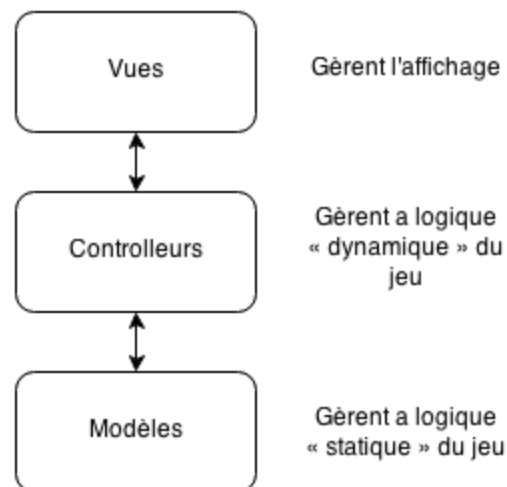 Vues
Gèrent l'affichage
Controlleurs
Gèrent a logique
« dynamique » du
jeu
Modèles
Gèrent a logique
« statique » du jeu